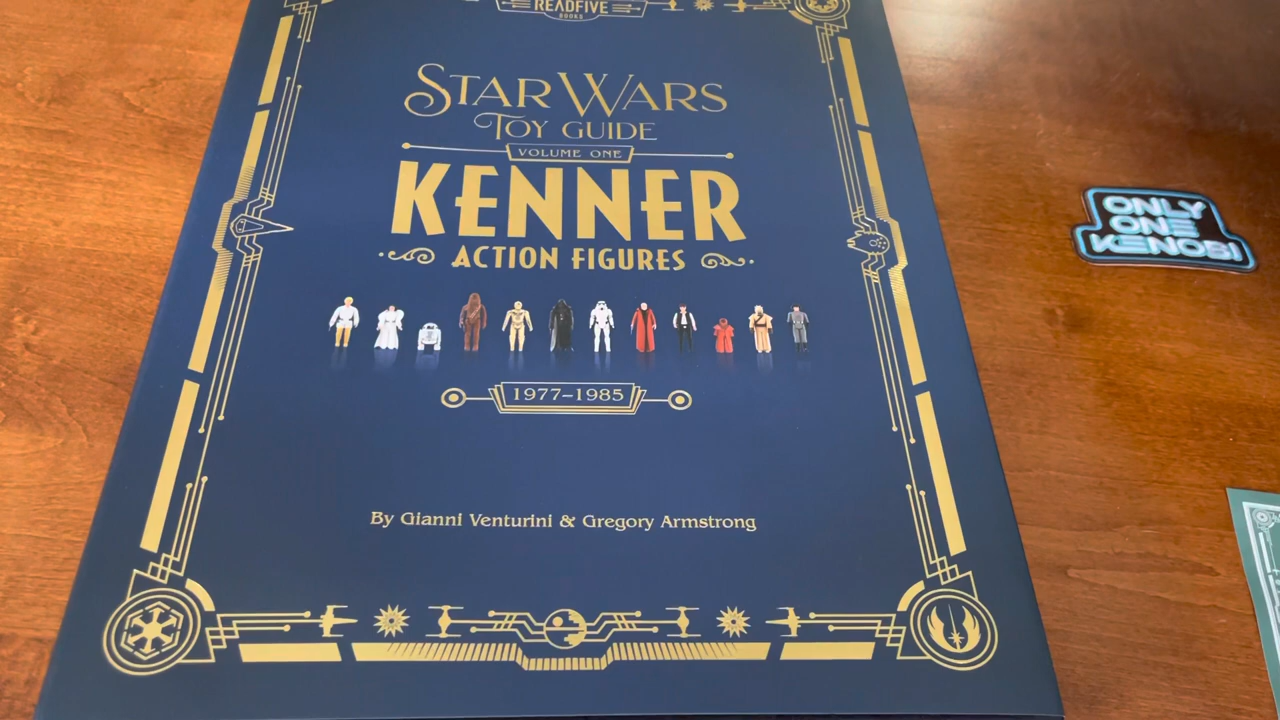 READFIVE
BOOKS
STAR WARS
TOY GUIDE
VOLUME ONE
KENNER
ACTION FIGURES
1977–1985
By Gianni Venturini & Gregory Armstrong
ONLY
ONE
KENOBI